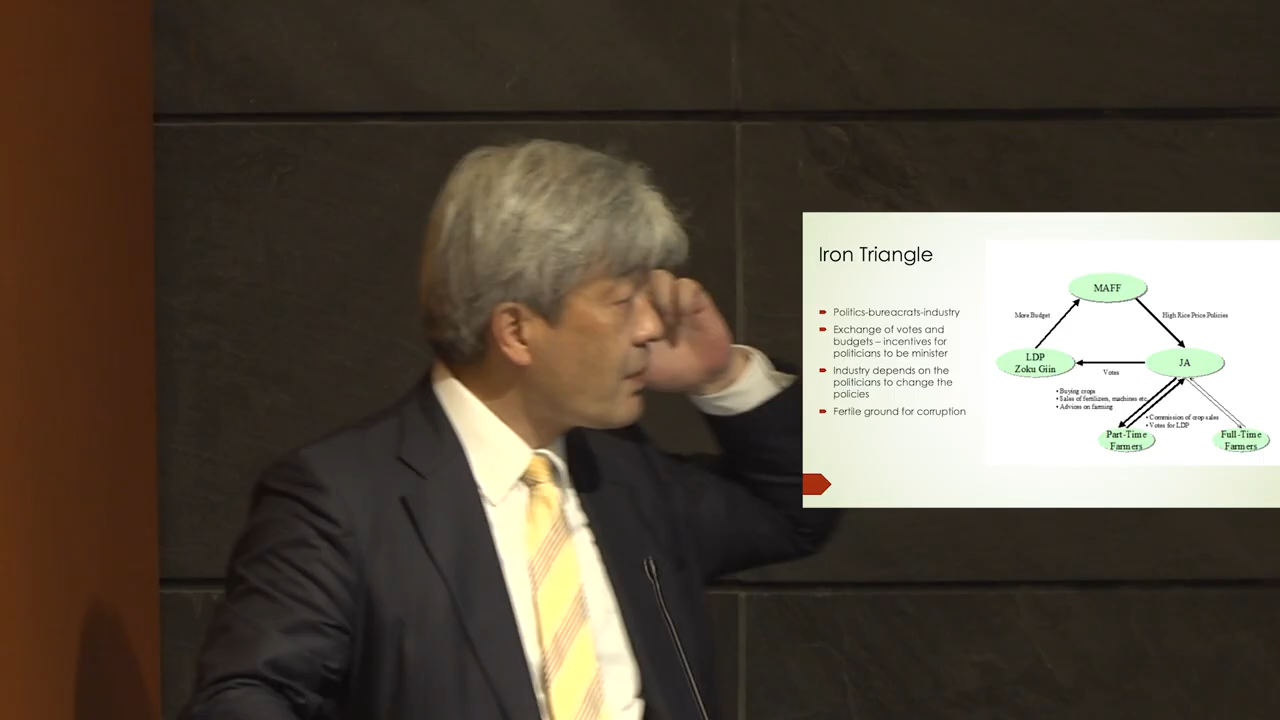 Iron Triangle
Politics-bureacrats-industry
Exchange of votes and
budgets – incentives for
politicians to be minister
Industry depends on the
politicians to change the
policies
Fertile ground for corruption
MAFF
More Budget
High Rice Price Policies
LDP
Zoku Giin
JA
Votes
• Buying crops
• Sales of fertilizers, machines etc.
• Advices on farming
• Commission of crop sales
• Votes for LDP
Part-Time
Farmers
Full-Time
Farmers